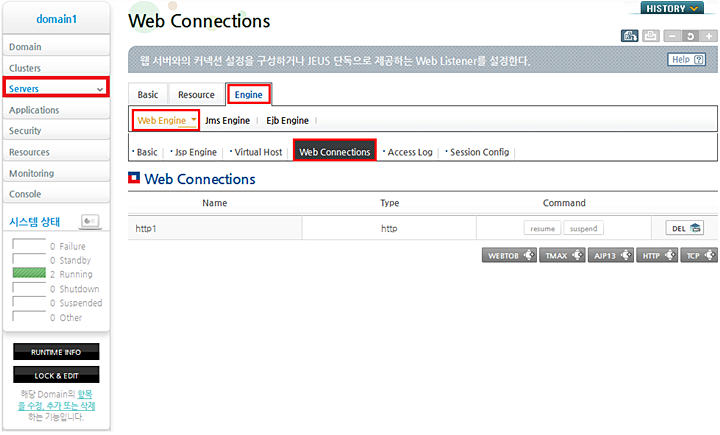 domain1
Domain
Clusters
Servers
Applications
Security
Resources
Monitoring
Console
시스템 상태
0 Failure
0 Standby
2 Running
0 Shutdown
0 Suspended
0 Other
RUNTIME INFO
LOCK & EDIT
해당 Domain의 항목
을 수정, 추가 또는 삭제
하는 기능입니다.
Web Connections
HISTORY
웹 서버와의 커넥션 설정을 구성하거나 JEUS 단독으로 제공하는 Web Listener를 설정한다.
Help ?
Basic Resource Engine
Web Engine Jms Engine Ejb Engine
Basic Jsp Engine Virtual Host Web Connections Access Log Session Config
Web Connections
Name Type Command
http1 http resume suspend DEL
WEBTOB TMAX AJP13 HTTP TCP